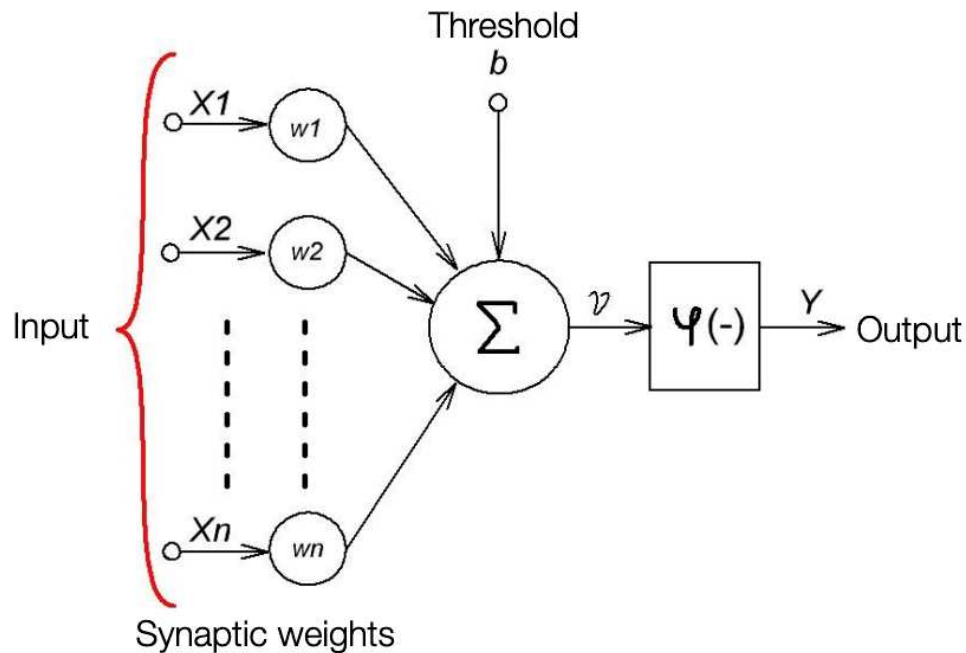 Threshold
b
X1
w1
X2
w2
Input
Σ
v
φ(-)
Y
Output
Xn
wn
Synaptic weights